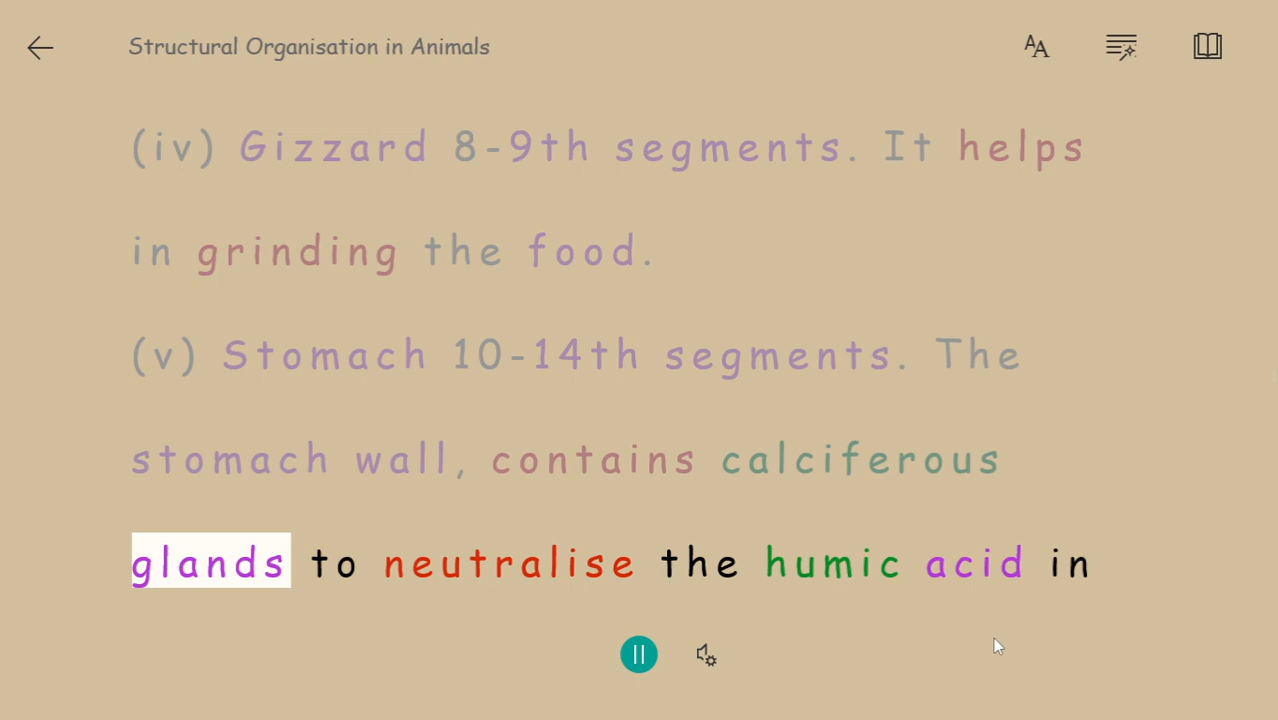 Structural Organisation in Animals
(iv) Gizzard 8-9th segments. It helps
in grinding the food.
(v) Stomach 10-14th segments. The
stomach wall, contains calciferous
glands to neutralise the humic acid in